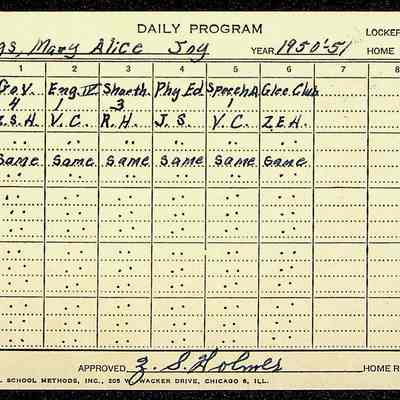 DAILY PROGRAM
LOCKER
Mary Alice Joy YEAR 1950-51 HOME
1 2 3 4 5 6 7 8
Gov. Eng. IV Shorth. Phy Ed. Speech A Glee Club
4 1 3 1
S.H. V.C. R.H. J.S. V.C. Z.E.H.
Same Same Same Same Same Same
APPROVED Z. S. Holmes HOME R
SCHOOL METHODS, INC., 205 W. WACKER DRIVE, CHICAGO 6, ILL.